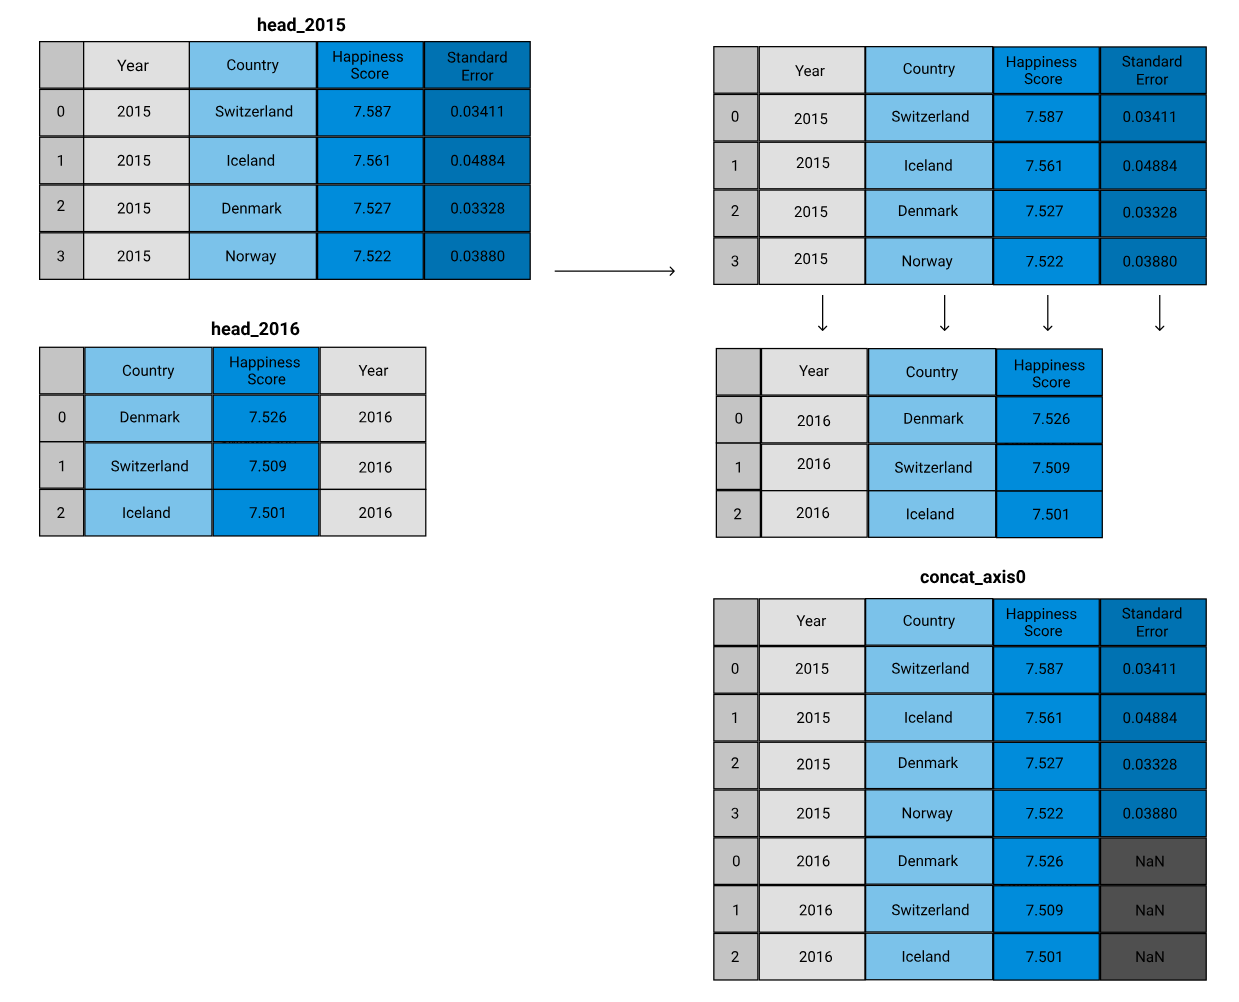 head_2015
Year Country Happiness Score Standard Error
0 2015 Switzerland 7.587 0.03411
1 2015 Iceland 7.561 0.04884
2 2015 Denmark 7.527 0.03328
3 2015 Norway 7.522 0.03880
head_2016
Country Happiness Score Year
0 Denmark 7.526 2016
1 Switzerland 7.509 2016
2 Iceland 7.501 2016
Year Country Happiness Score Standard Error
0 2015 Switzerland 7.587 0.03411
1 2015 Iceland 7.561 0.04884
2 2015 Denmark 7.527 0.03328
3 2015 Norway 7.522 0.03880
Year Country Happiness Score
0 2016 Denmark 7.526
1 2016 Switzerland 7.509
2 2016 Iceland 7.501
concat_axis0
Year Country Happiness Score Standard Error
0 2015 Switzerland 7.587 0.03411
1 2015 Iceland 7.561 0.04884
2 2015 Denmark 7.527 0.03328
3 2015 Norway 7.522 0.03880
0 2016 Denmark 7.526 NaN
1 2016 Switzerland 7.509 NaN
2 2016 Iceland 7.501 NaN